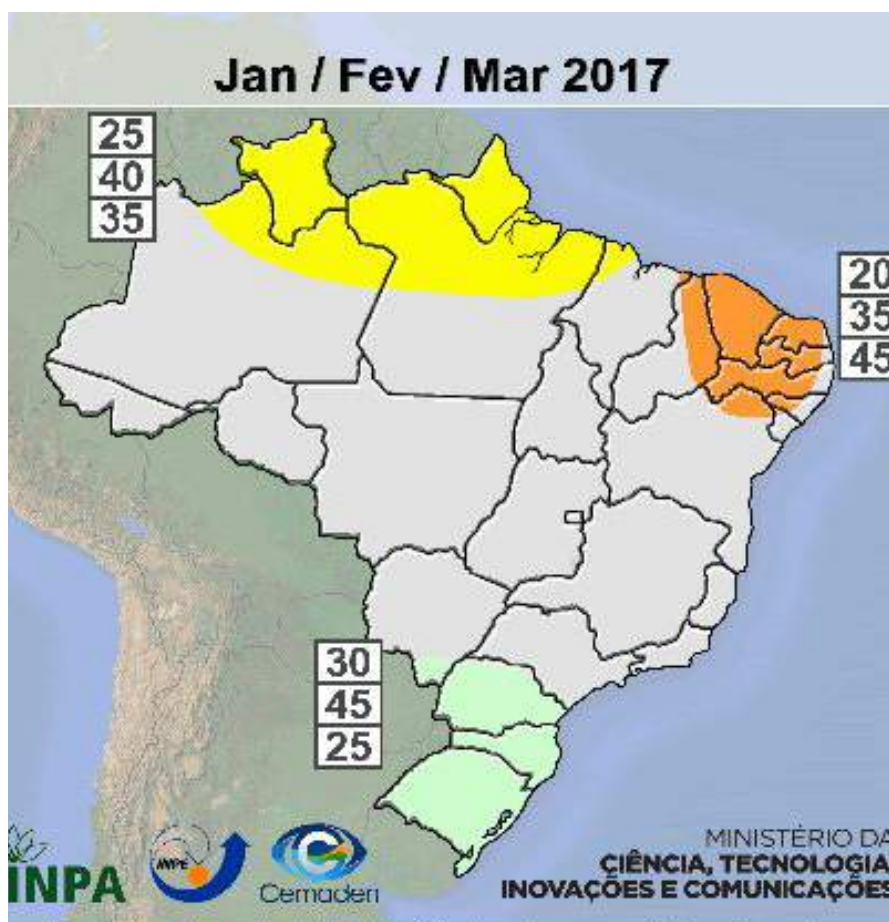 Jan / Fev / Mar 2017
25
40
35
20
35
45
30
45
25
INPA
INPE
Cemaden
MINISTÉRIO DA
CIÊNCIA, TECNOLOGIA,
INOVAÇÕES E COMUNICAÇÕES